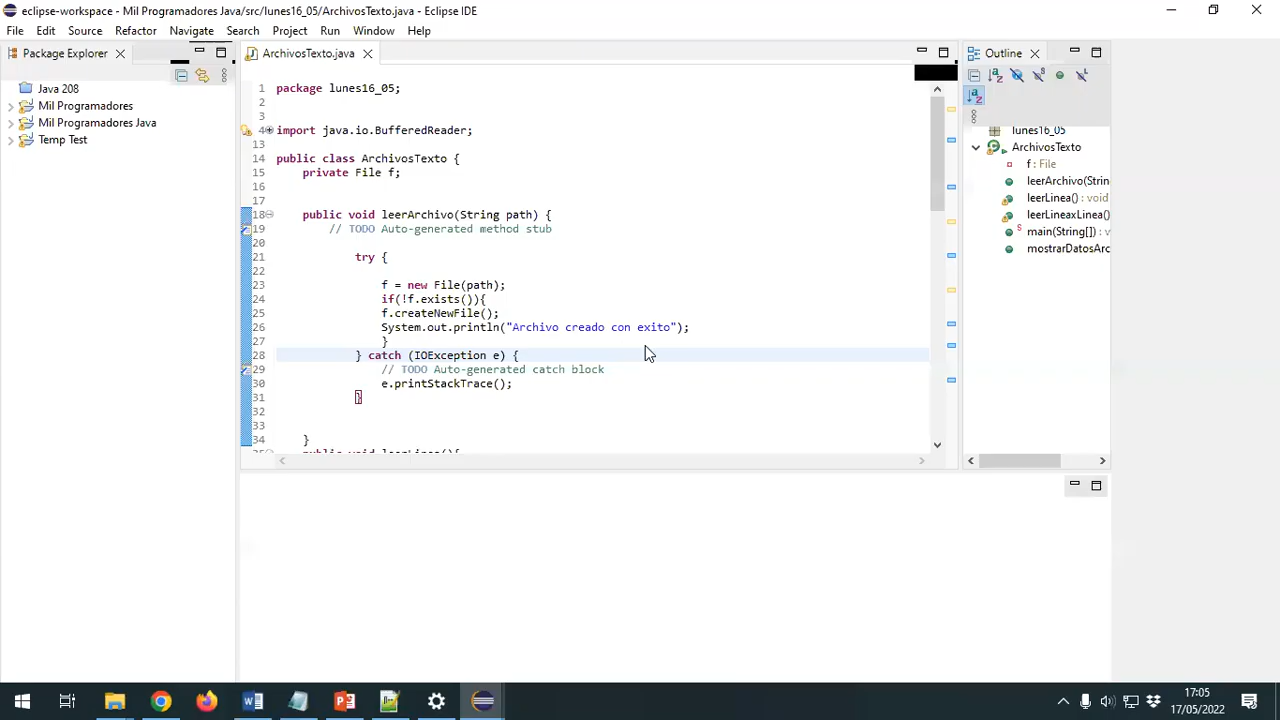 eclipse-workspace - Mil Programadores Java/src/lunes16_05/ArchivosTexto.java - Eclipse IDE
File Edit Source Refactor Navigate Search Project Run Window Help
Package Explorer
ArchivosTexto.java
Outline
Java 208
Mil Programadores
Mil Programadores Java
Temp Test
1 package lunes16_05;
2
3
4 import java.io.BufferedReader;
13
14 public class ArchivosTexto {
15 private File f;
16
17
18 public void leerArchivo(String path) {
19 // TODO Auto-generated method stub
20
21 try {
22
23 f = new File(path);
24 if(!f.exists()){
25 f.createNewFile();
26 System.out.println("Archivo creado con exito");
27 }
28 } catch (IOException e) {
29 // TODO Auto-generated catch block
30 e.printStackTrace();
31 }
32
33
34 }
public void leerLinea(){
lunes16_05
ArchivosTexto
f : File
leerArchivo(Strin
leerLinea() : void
leerLineaxLinea()
main(String[]) : v
mostrarDatosArc
17:05
17/05/2022